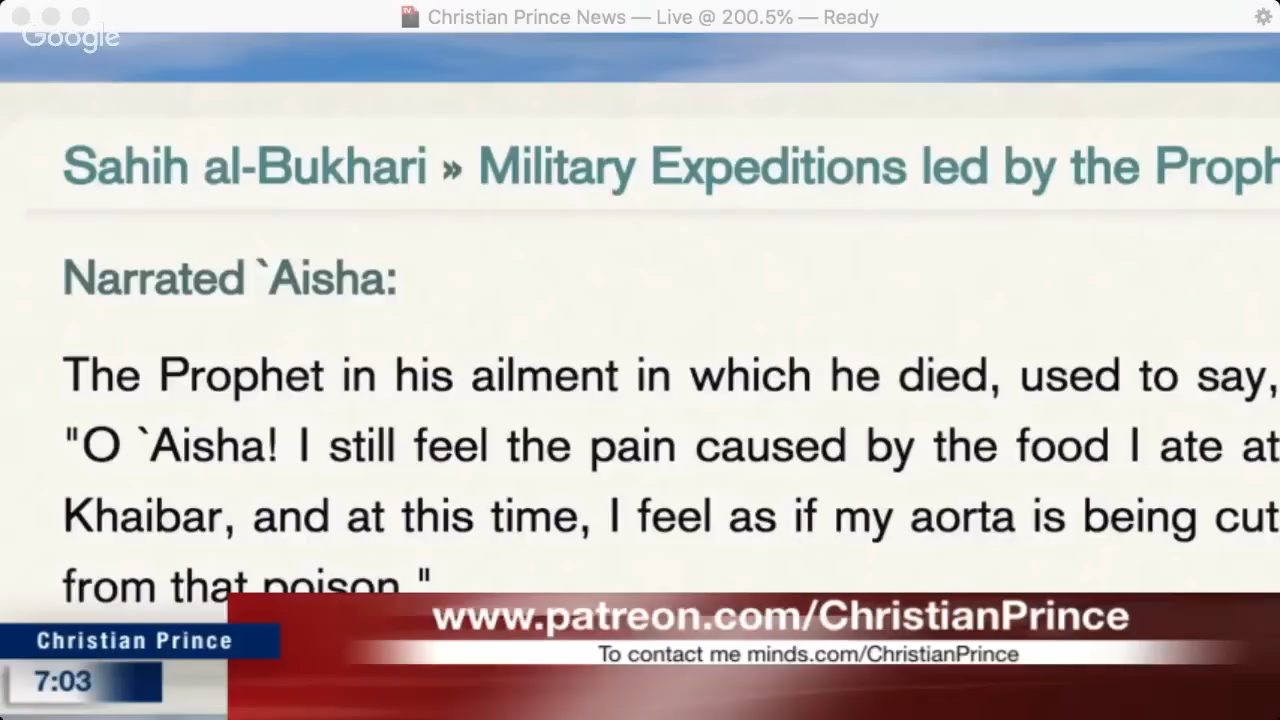 Christian Prince News — Live @ 200.5% — Ready
Google
Sahih al-Bukhari » Military Expeditions led by the Proph
Narrated `Aisha:
The Prophet in his ailment in which he died, used to say,
"O `Aisha! I still feel the pain caused by the food I ate at
Khaibar, and at this time, I feel as if my aorta is being cut
from that poison."
www.patreon.com/ChristianPrince
Christian Prince
To contact me minds.com/ChristianPrince
7:03